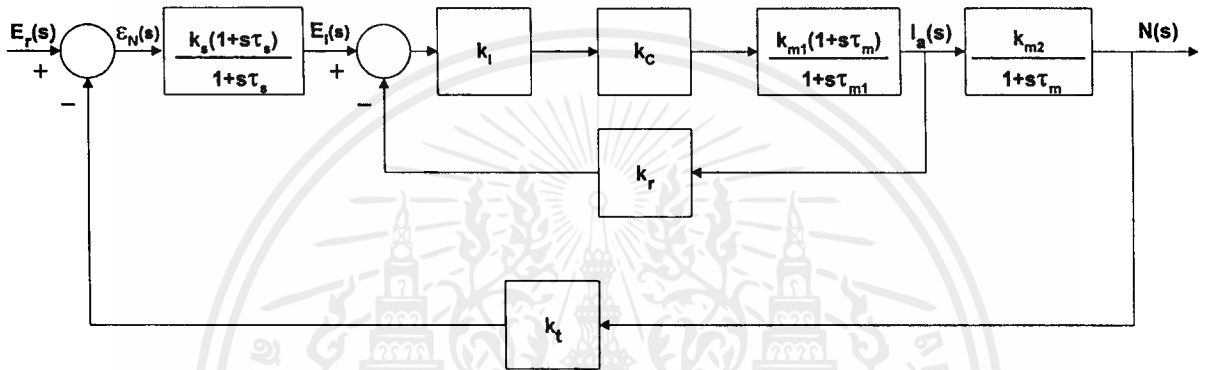 E_r(s)
ε_N(s)
k_s(1+sτ_s)
1+sτ_s
E_I(s)
k_I
k_C
k_m1(1+sτ_m)
1+sτ_m1
I_a(s)
k_m2
1+sτ_m
N(s)
+
−
+
−
k_r
k_t